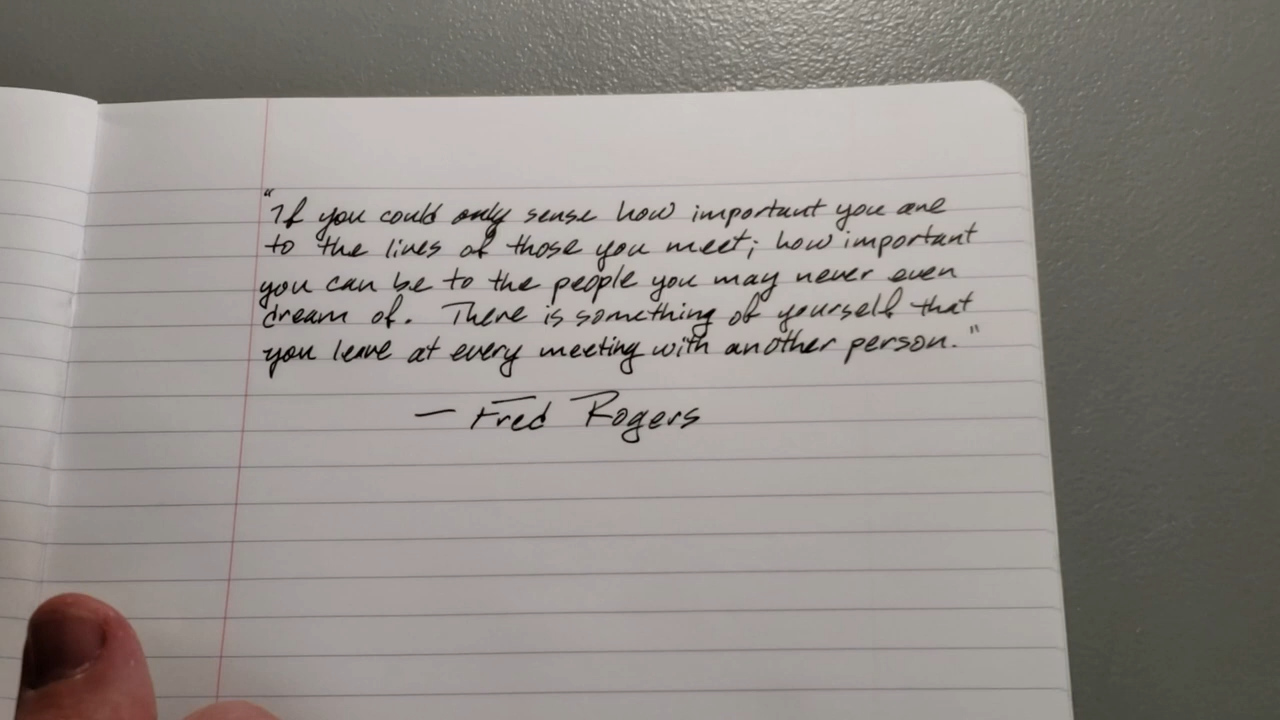 "If you could only sense how important you are
to the lives of those you meet; how important
you can be to the people you may never even
dream of. There is something of yourself that
you leave at every meeting with another person."
— Fred Rogers